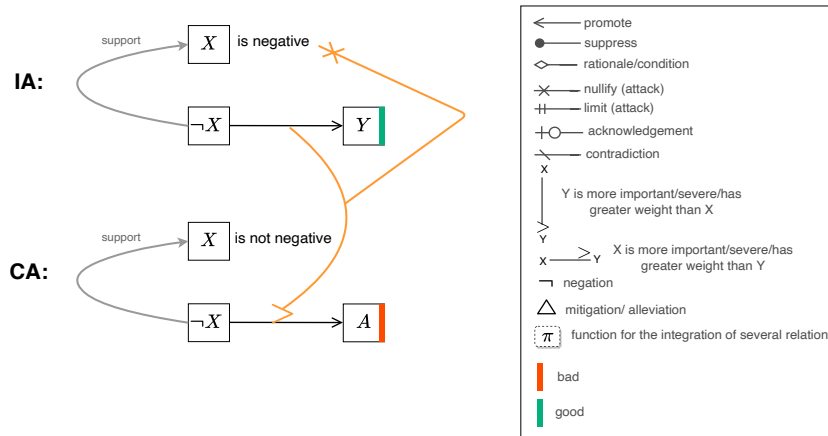 support
X is negative
IA:
¬X
Y
support
X is not negative
CA:
¬X
A
promote
suppress
rationale/condition
nullify (attack)
limit (attack)
acknowledgement
contradiction
X
Y is more important/severe/has
greater weight than X
Y
X
Y
X is more important/severe/has
greater weight than Y
¬ negation
mitigation/ alleviation
π function for the integration of several relation
bad
good